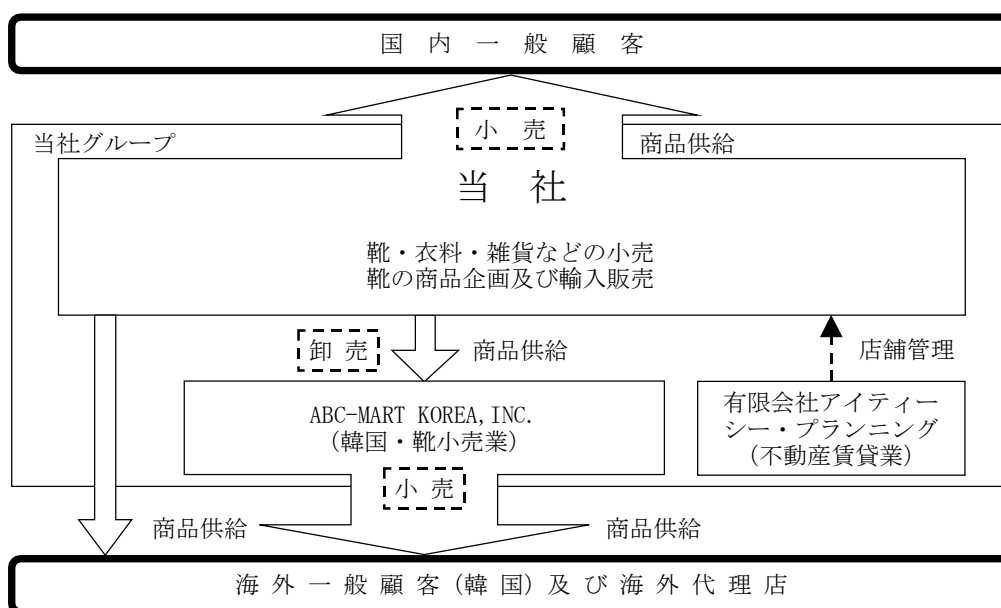 国内一般顧客
小売
当社グループ
商品供給
当社
靴・衣料・雑貨などの小売
靴の商品企画及び輸入販売
卸売
商品供給
店舗管理
ABC-MART KOREA,INC.
(韓国・靴小売業)
有限会社アイティー
シー・プランニング
(不動産賃貸業)
小売
商品供給
商品供給
海外一般顧客(韓国)及び海外代理店